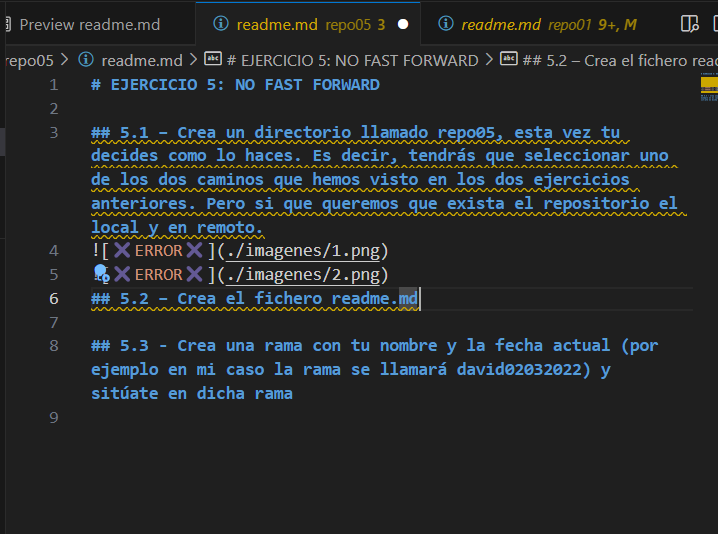 Preview readme.md
readme.md repo05 3
readme.md repo01 9+, M
repo05 > readme.md > # EJERCICIO 5: NO FAST FORWARD > ## 5.2 – Crea el fichero
1 # EJERCICIO 5: NO FAST FORWARD
2
3 ## 5.1 – Crea un directorio llamado repo05, esta vez tu
decides como lo haces. Es decir, tendrás que seleccionar uno
de los dos caminos que hemos visto en los dos ejercicios
anteriores. Pero si que queremos que exista el repositorio el
local y en remoto.
4 ![❌ERROR❌](./imagenes/1.png)
5 ![❌ERROR❌](./imagenes/2.png)
6 ## 5.2 – Crea el fichero readme.md
7
8 ## 5.3 - Crea una rama con tu nombre y la fecha actual (por
ejemplo en mi caso la rama se llamará david02032022) y
sitúate en dicha rama
9